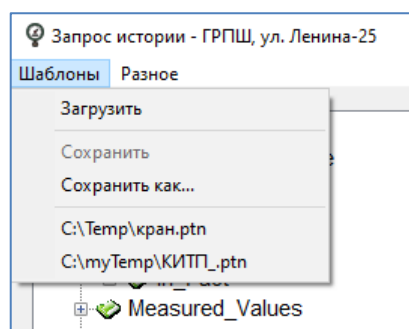 Запрос истории - ГРПШ, ул. Ленина-25
Шаблоны Разное
Загрузить
Сохранить
Сохранить как...
C:\Temp\кран.ptn
C:\myTemp\КИТП_.ptn
Measured_Values